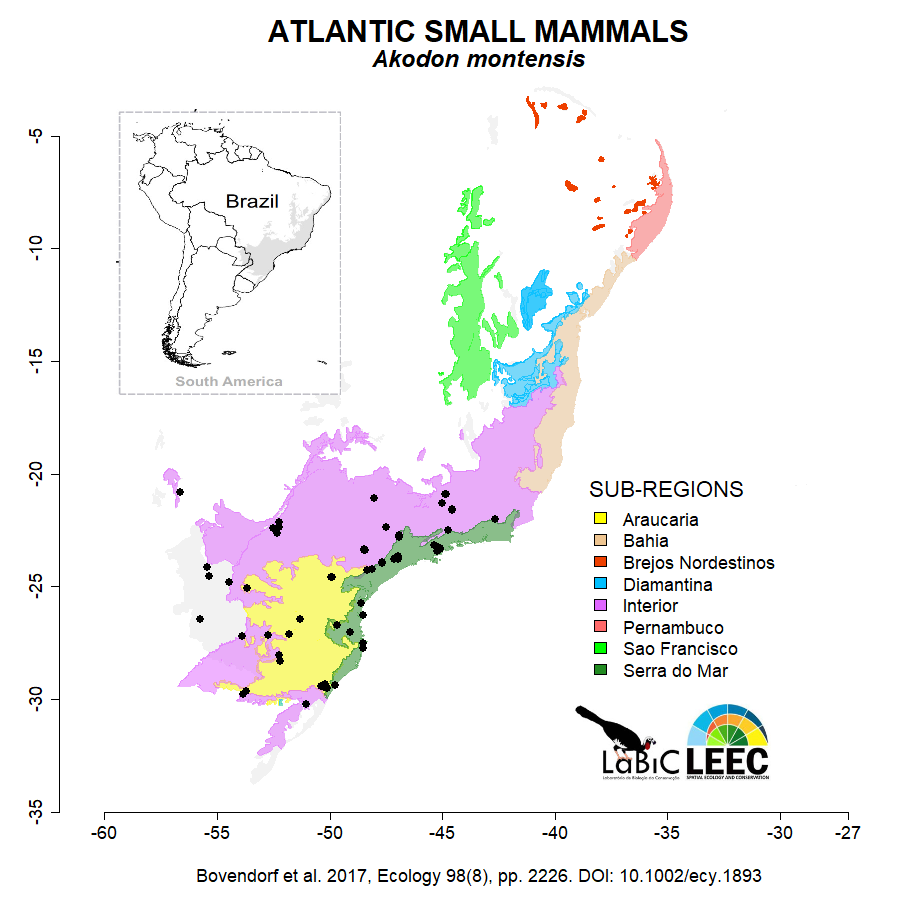 ATLANTIC SMALL MAMMALS
Akodon montensis
Brazil
South America
-5
-10
-15
-20
-25
-30
-35
-60
-55
-50
-45
-40
-35
-30
-27
SUB-REGIONS
Araucaria
Bahia
Brejos Nordestinos
Diamantina
Interior
Pernambuco
Sao Francisco
Serra do Mar
LaBiC
Laboratório de Biologia da Conservação
LEEC
SPATIAL ECOLOGY AND CONSERVATION
Bovendorf et al. 2017, Ecology 98(8), pp. 2226. DOI: 10.1002/ecy.1893